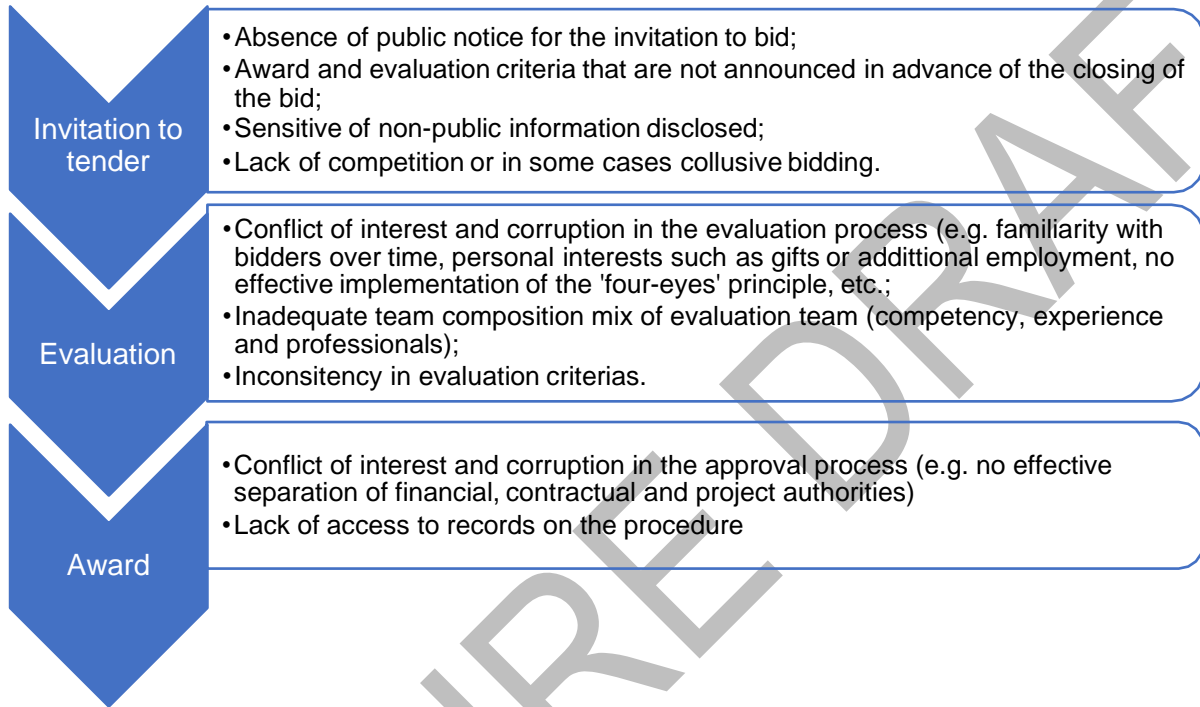 Invitation to
tender
•Absence of public notice for the invitation to bid;
•Award and evaluation criteria that are not announced in advance of the closing of
the bid;
•Sensitive of non-public information disclosed;
•Lack of competition or in some cases collusive bidding.
Evaluation
•Conflict of interest and corruption in the evaluation process (e.g. familiarity with
bidders over time, personal interests such as gifts or addittional employment, no
effective implementation of the 'four-eyes' principle, etc.;
•Inadequate team composition mix of evaluation team (competency, experience
and professionals);
•Inconsitency in evaluation criterias.
Award
•Conflict of interest and corruption in the approval process (e.g. no effective
separation of financial, contractual and project authorities)
•Lack of access to records on the procedure